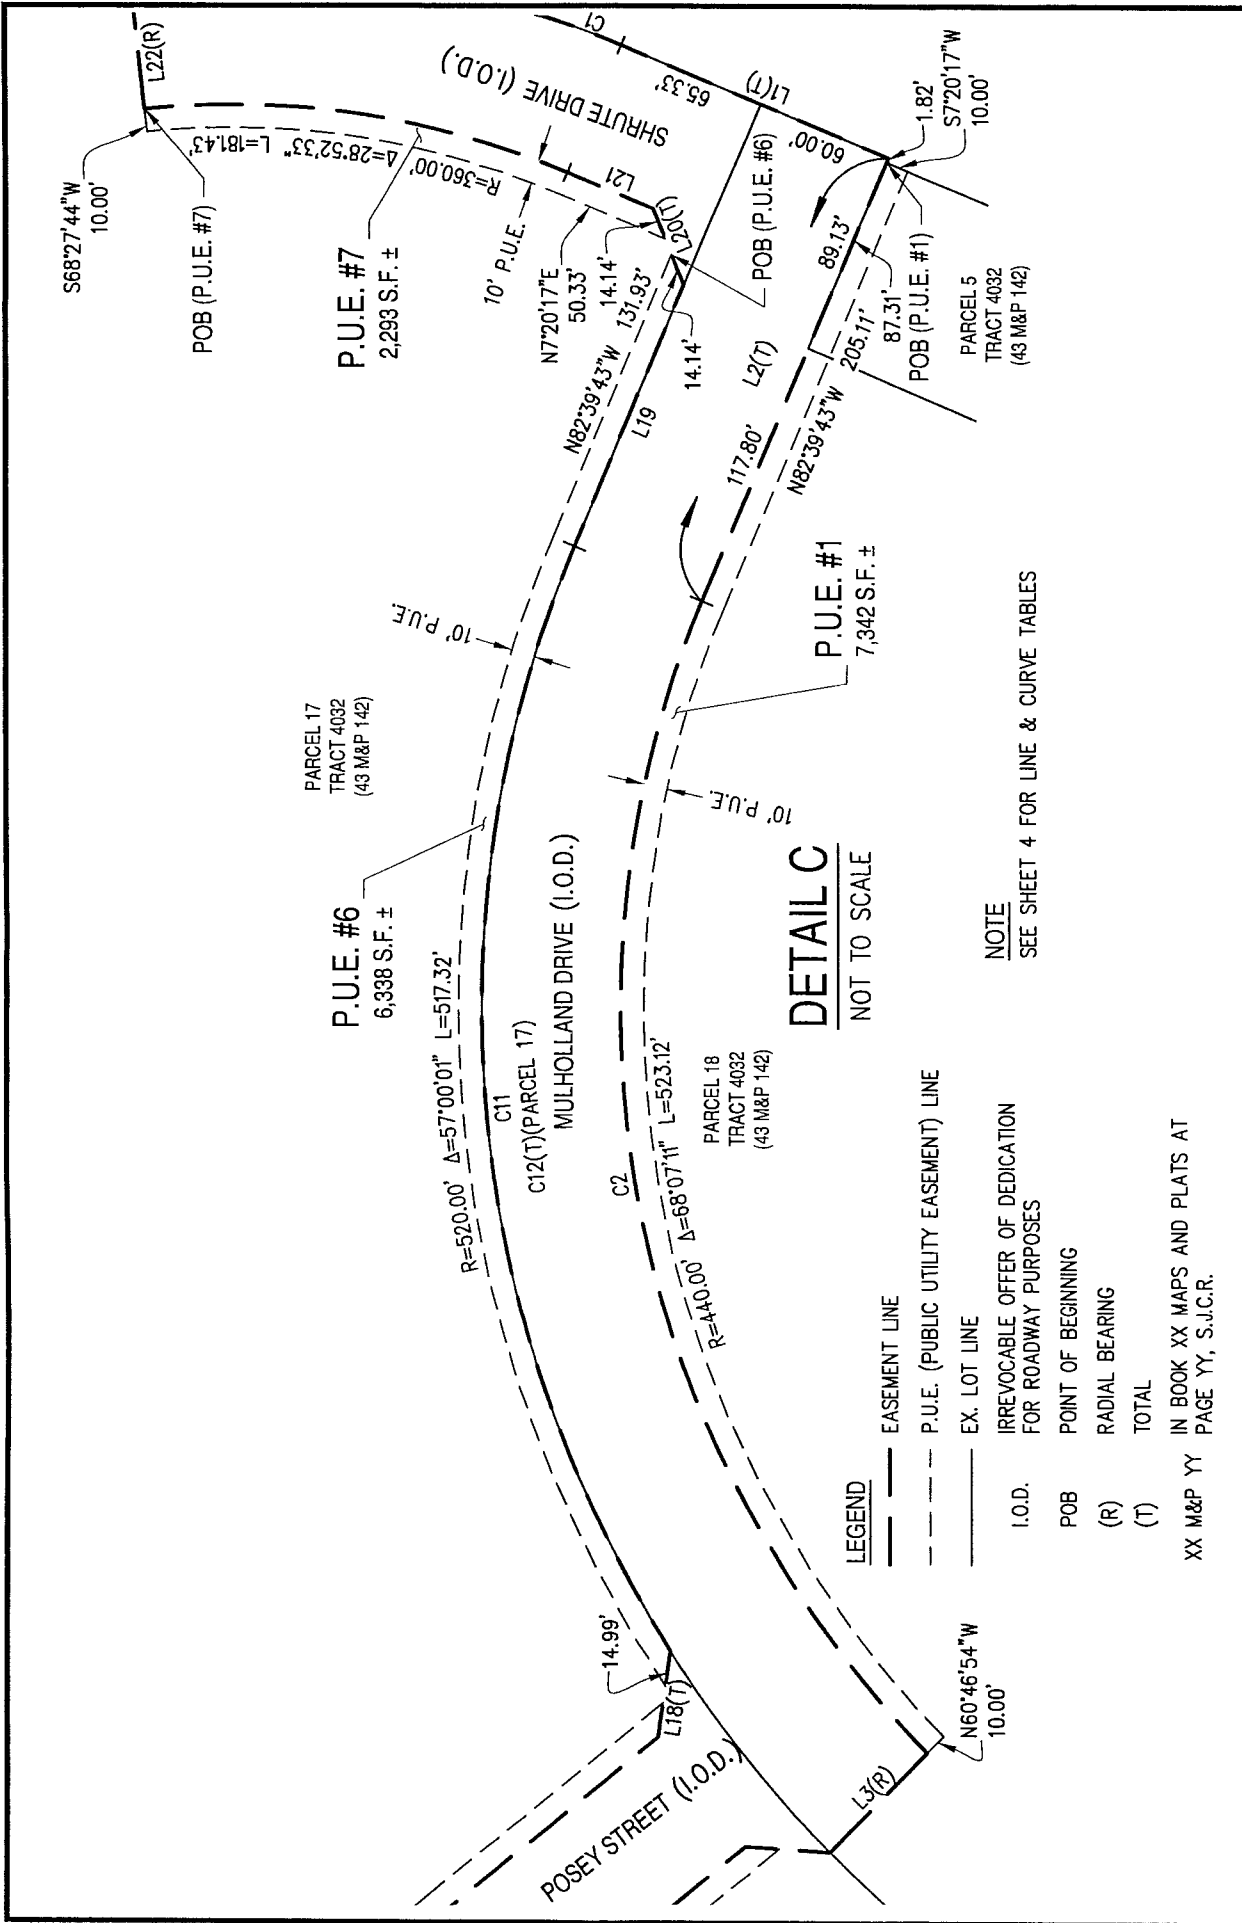 S68°27'44"W
10.00'
L22(R)
POB (P.U.E. #7)
Δ=28°52'33" L=181.43'
R=360.00'
P.U.E. #7
2,293 S.F. ±
10' P.U.E.
N7°20'17"E
50.33'
14.14'
L20(T)
L21
SHRUTE DRIVE (I.O.D.)
C1
65.33'
L1(T)
60.00'
1.82'
S7°20'17"W
10.00'
POB (P.U.E. #6)
N82°39'43"W 131.93'
14.14'
L19
L2(T)
89.13'
87.31'
POB (P.U.E. #1)
N82°39'43"W 205.11'
117.80'
PARCEL 5
TRACT 4032
(43 M&P 142)
10' P.U.E.
PARCEL 17
TRACT 4032
(43 M&P 142)
P.U.E. #6
6,338 S.F. ±
R=520.00' Δ=57°00'01" L=517.32'
C11
C12(T)(PARCEL 17)
MULHOLLAND DRIVE (I.O.D.)
P.U.E. #1
7,342 S.F. ±
10' P.U.E.
C2
R=440.00' Δ=68°07'11" L=523.12'
PARCEL 18
TRACT 4032
(43 M&P 142)
14.99'
L18(T)
POSEY STREET (I.O.D.)
L3(R)
N60°46'54"W
10.00'
DETAIL C
NOT TO SCALE
NOTE
SEE SHEET 4 FOR LINE & CURVE TABLES
LEGEND
EASEMENT LINE
P.U.E. (PUBLIC UTILITY EASEMENT) LINE
EX. LOT LINE
I.O.D. IRREVOCABLE OFFER OF DEDICATION
FOR ROADWAY PURPOSES
POB POINT OF BEGINNING
(R) RADIAL BEARING
(T) TOTAL
XX M&P YY IN BOOK XX MAPS AND PLATS AT
PAGE YY, S.J.C.R.